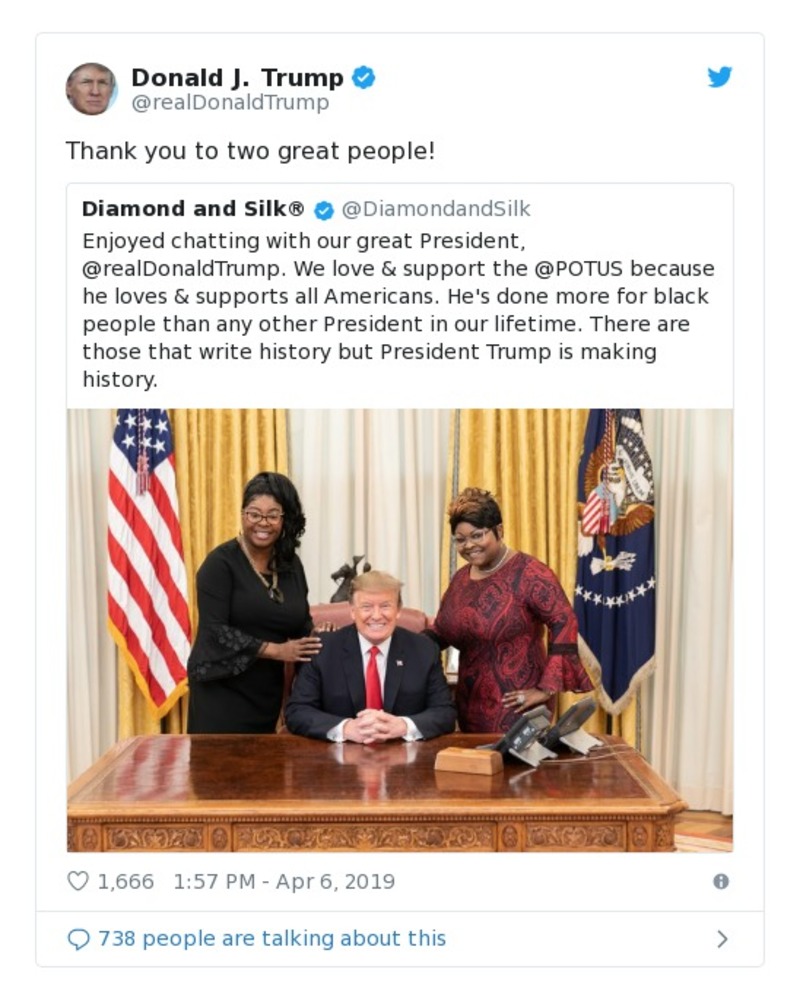 Donald J. Trump
@realDonaldTrump
Thank you to two great people!
Diamond and Silk® @DiamondandSilk
Enjoyed chatting with our great President,
@realDonaldTrump. We love & support the @POTUS because
he loves & supports all Americans. He's done more for black
people than any other President in our lifetime. There are
those that write history but President Trump is making
history.
1,666 1:57 PM - Apr 6, 2019
738 people are talking about this